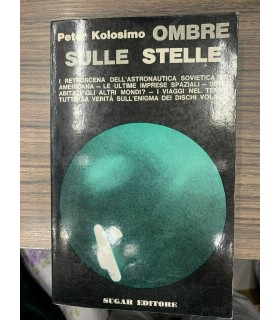 Peter Kolosimo OMBRE
SULLE STELLE
I RETROSCENA DELL'ASTRONAUTICA SOVIETICA
AMERICANA — LE ULTIME IMPRESE SPAZIALI —
ABITATI GLI ALTRI MONDI? — I VIAGGI NEL
TUTTA LA VERITÀ SULL'ENIGMA DEI DISCHI
SUGAR EDITORE